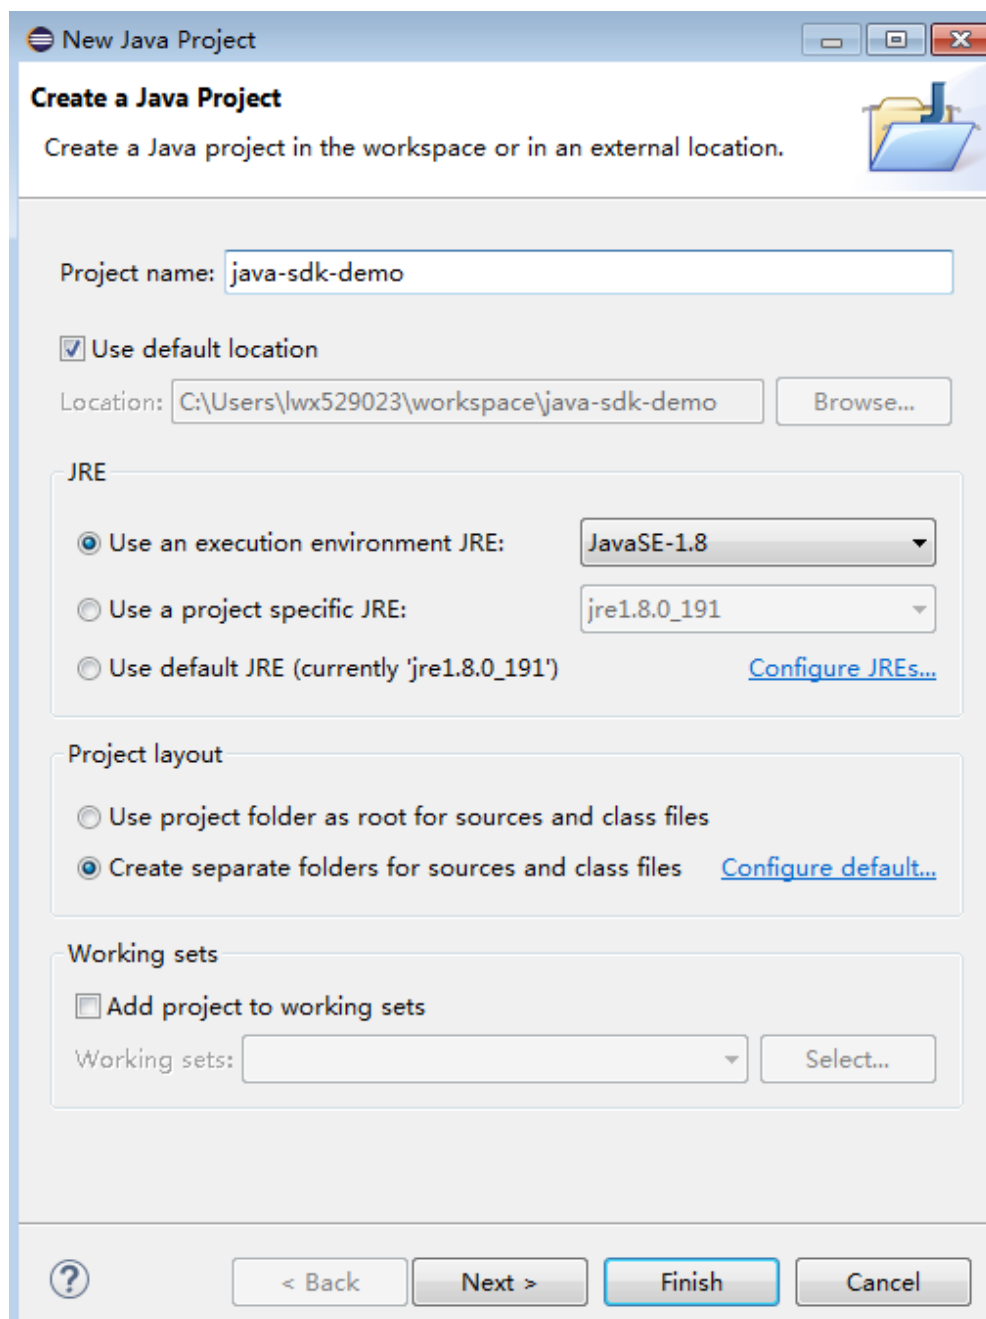 New Java Project
Create a Java Project
Create a Java project in the workspace or in an external location.
Project name: java-sdk-demo
Use default location
Location: C:\Users\lwx529023\workspace\java-sdk-demo Browse...
JRE
Use an execution environment JRE: JavaSE-1.8
Use a project specific JRE: jre1.8.0_191
Use default JRE (currently 'jre1.8.0_191') Configure JREs...
Project layout
Use project folder as root for sources and class files
Create separate folders for sources and class files Configure default...
Working sets
Add project to working sets
Working sets: Select...
? < Back Next > Finish Cancel